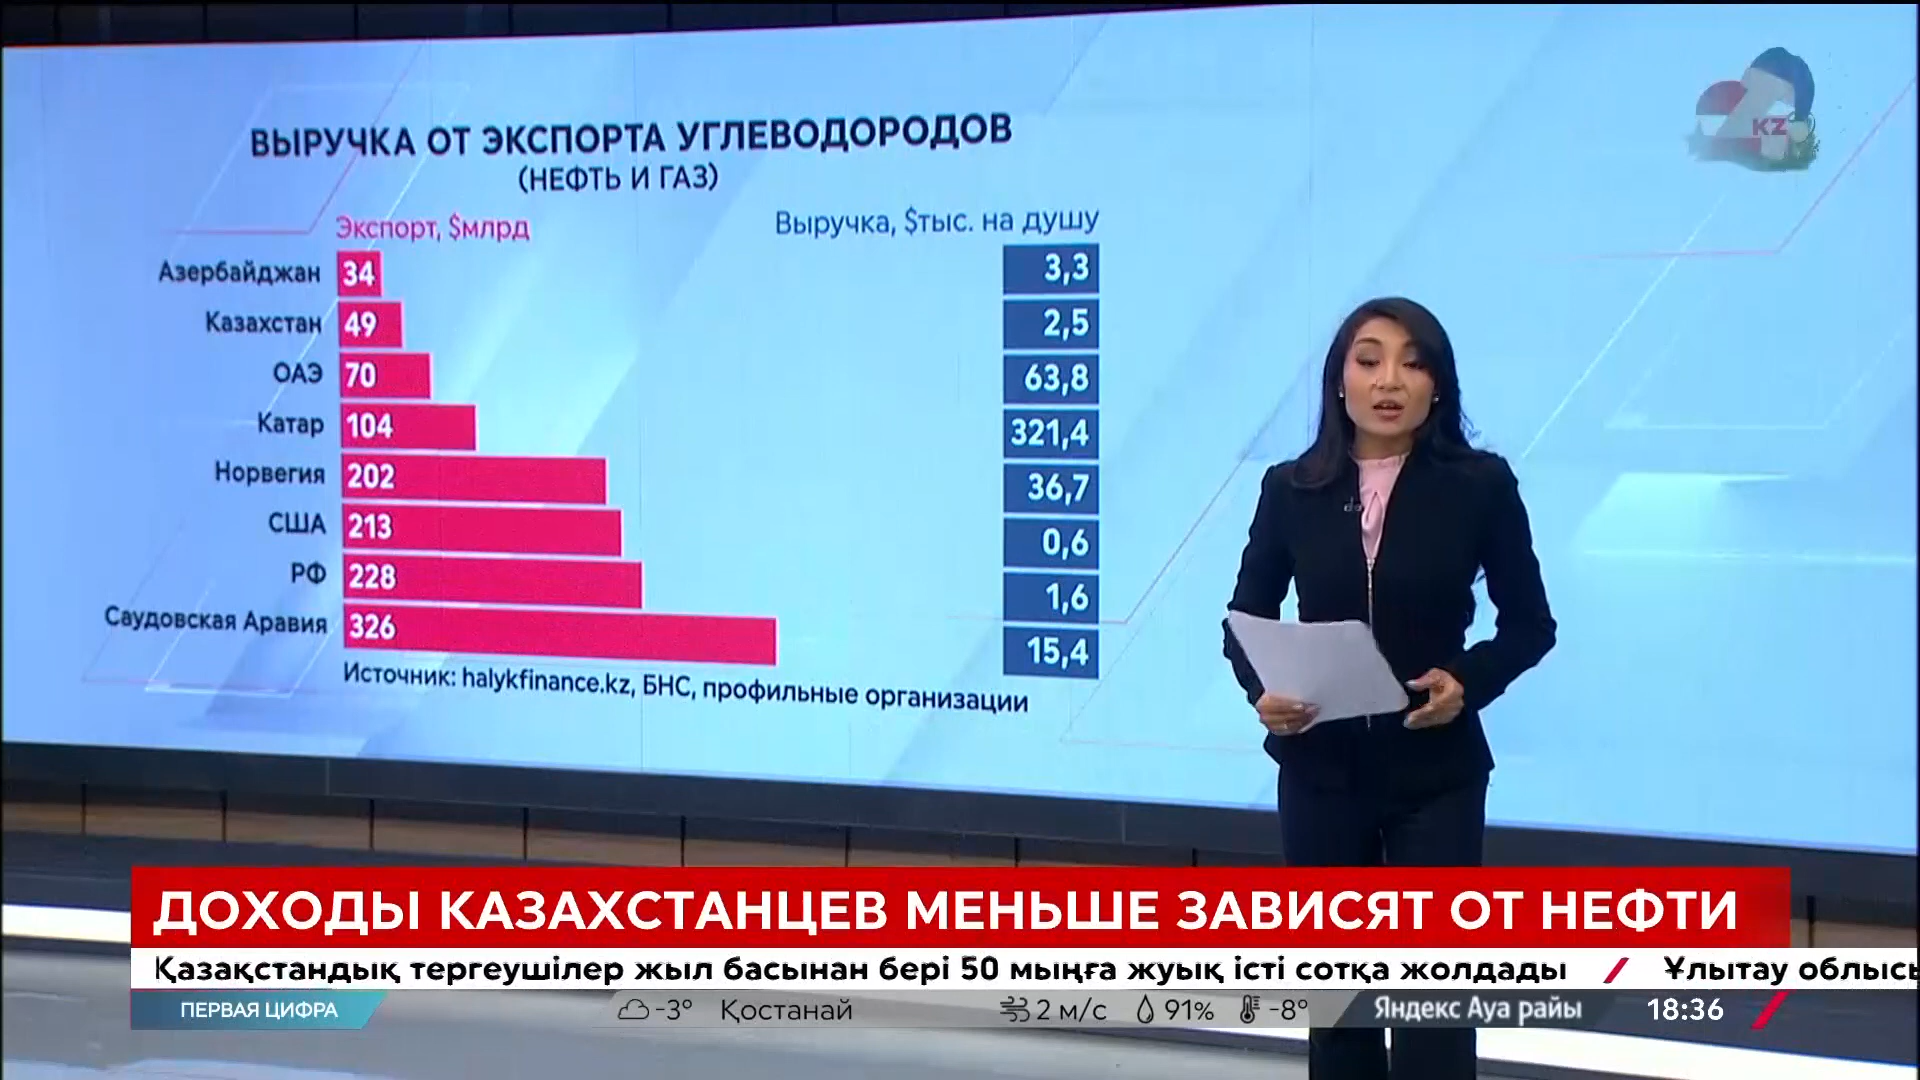 ВЫРУЧКА ОТ ЭКСПОРТА УГЛЕВОДОРОДОВ
(НЕФТЬ И ГАЗ)
Экспорт, $млрд
Выручка, $тыс. на душу
Азербайджан 34 3,3
Казахстан 49 2,5
ОАЭ 70 63,8
Катар 104 321,4
Норвегия 202 36,7
США 213 0,6
РФ 228 1,6
Саудовская Аравия 326 15,4
Источник: halykfinance.kz, БНС, профильные организации
KZ
ДОХОДЫ КАЗАХСТАНЦЕВ МЕНЬШЕ ЗАВИСЯТ ОТ НЕФТИ
Қазақстандық тергеушілер жыл басынан бері 50 мыңға жуық істі сотқа жолдады / Ұлытау облысы
ПЕРВАЯ ЦИФРА -3° Қостанай 2 м/с 91% -8° Яндекс Ауа райы 18:36